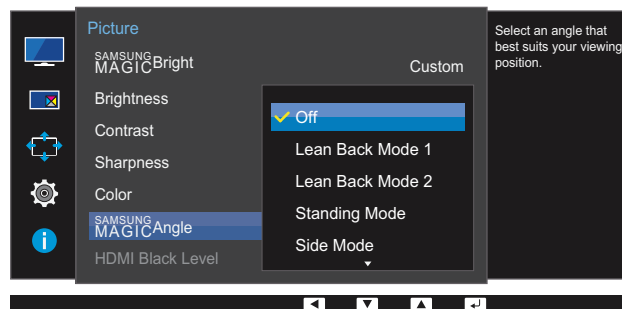 Picture
SAMSUNG
MAGICBright Custom
Brightness
Contrast
Sharpness
Color
SAMSUNG
MAGICAngle
HDMI Black Level
Off
Lean Back Mode 1
Lean Back Mode 2
Standing Mode
Side Mode
Select an angle that
best suits your viewing
position.